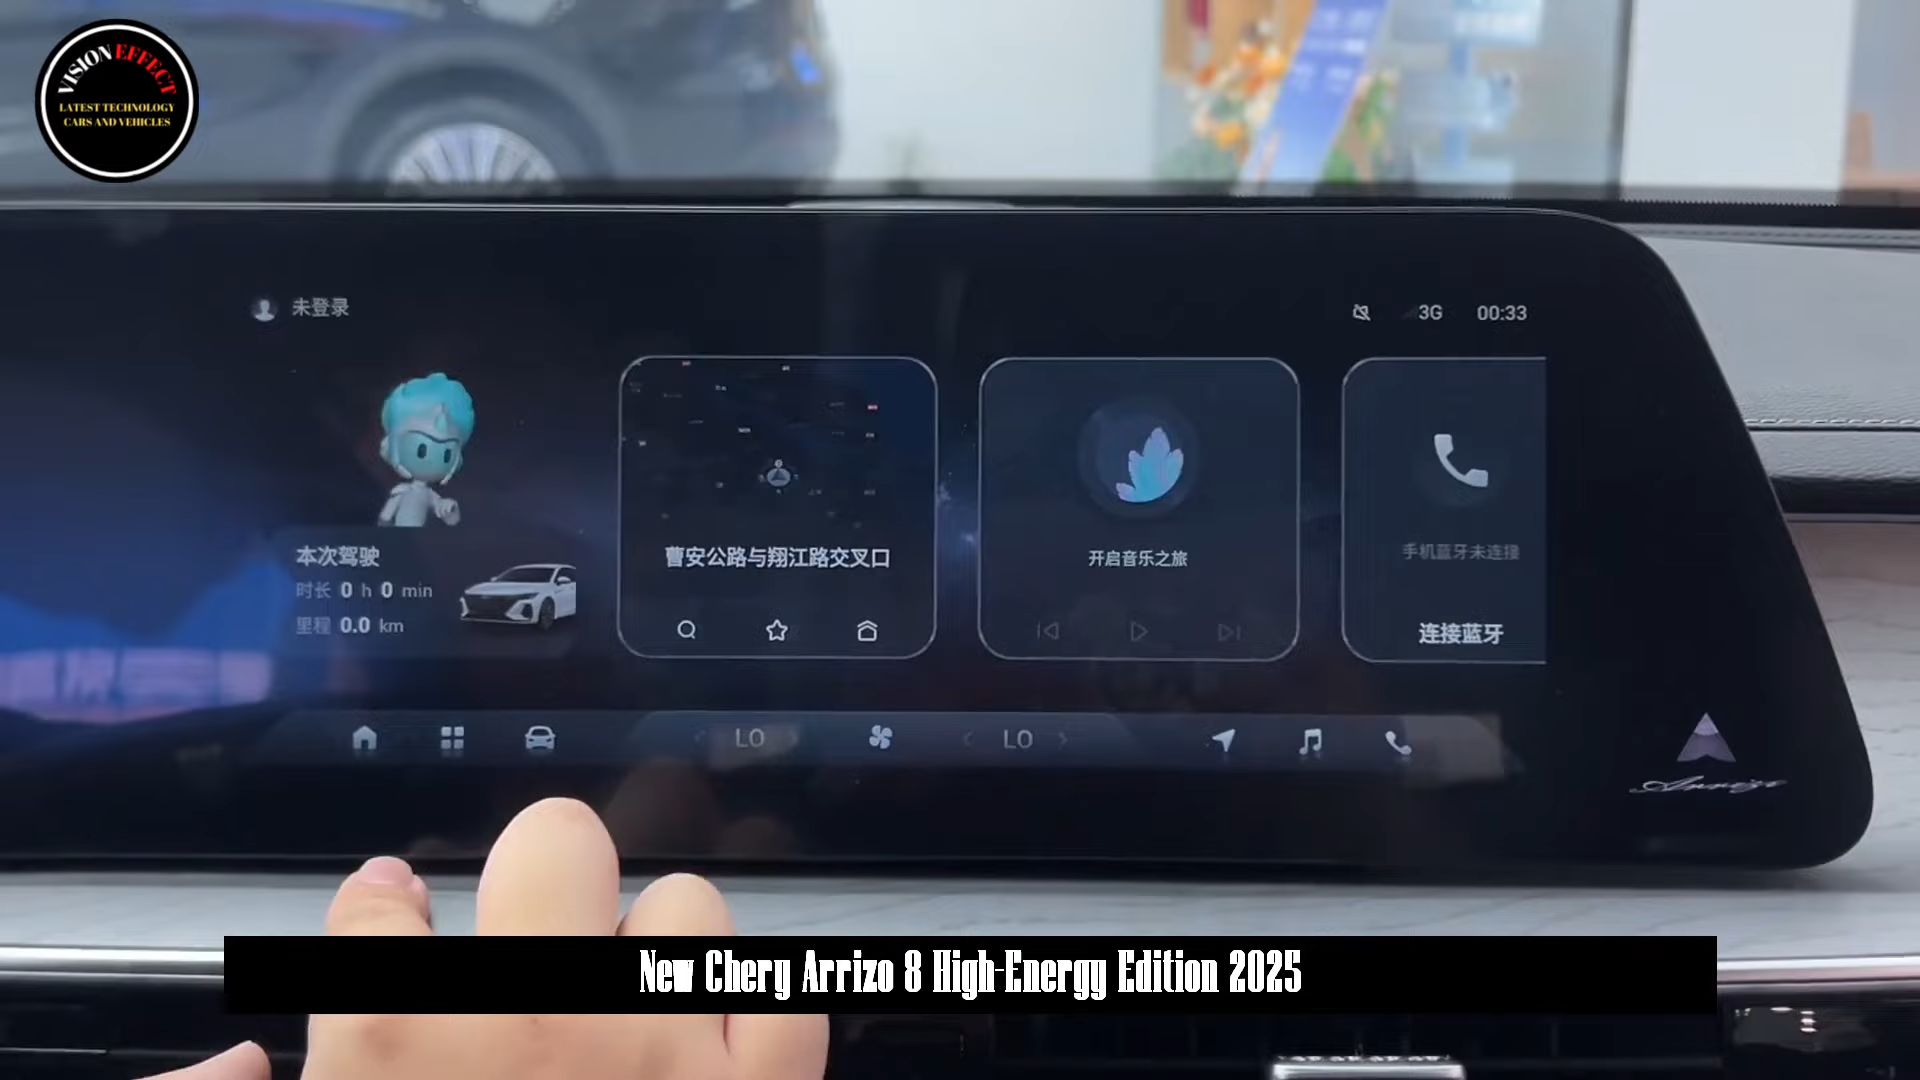 VISION EFFECT
LATEST TECHNOLOGY
CARS AND VEHICLES
未登录
3G 00:33
本次驾驶
时长 0 h 0 min
里程 0.0 km
曹安公路与翔江路交叉口
开启音乐之旅
手机蓝牙未连接
连接蓝牙
LO
LO
Arrizo
New Chery Arrizo 8 High-Energy Edition 2025